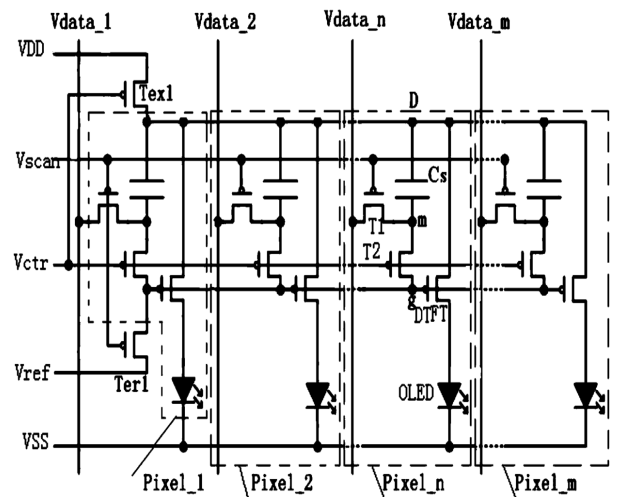 Vdata_1 Vdata_2 Vdata_n Vdata_m
VDD
Tex1
D
Vscan
Cs
T1
m
T2
Vctr
g
DTFT
Vref
Ter1
OLED
VSS
Pixel_1 Pixel_2 Pixel_n Pixel_m